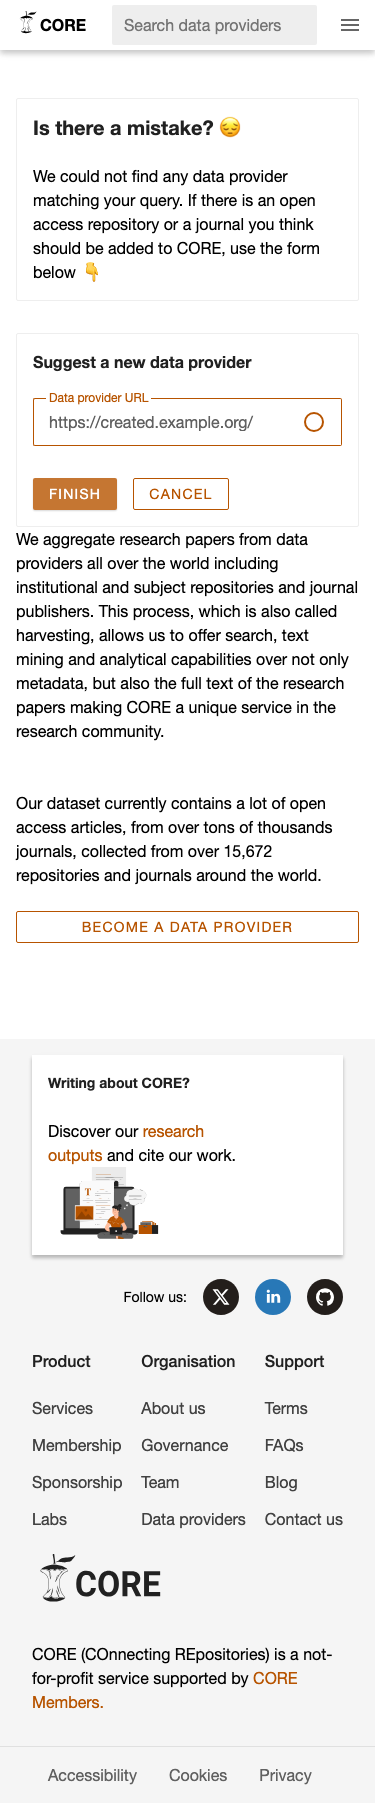 CORE
Search data providers
Is there a mistake? 😔
We could not find any data provider
matching your query. If there is an open
access repository or a journal you think
should be added to CORE, use the form
below 👇
Suggest a new data provider
Data provider URL
https://created.example.org/
FINISH
CANCEL
We aggregate research papers from data
providers all over the world including
institutional and subject repositories and journal
publishers. This process, which is also called
harvesting, allows us to offer search, text
mining and analytical capabilities over not only
metadata, but also the full text of the research
papers making CORE a unique service in the
research community.
Our dataset currently contains a lot of open
access articles, from over tons of thousands
journals, collected from over 15,672
repositories and journals around the world.
BECOME A DATA PROVIDER
Writing about CORE?
Discover our research
outputs and cite our work.
T
Follow us:
Product
Organisation
Support
Services
About us
Terms
Membership
Governance
FAQs
Sponsorship
Team
Blog
Labs
Data providers
Contact us
CORE
CORE (COnnecting REpositories) is a not-
for-profit service supported by CORE
Members.
Accessibility
Cookies
Privacy